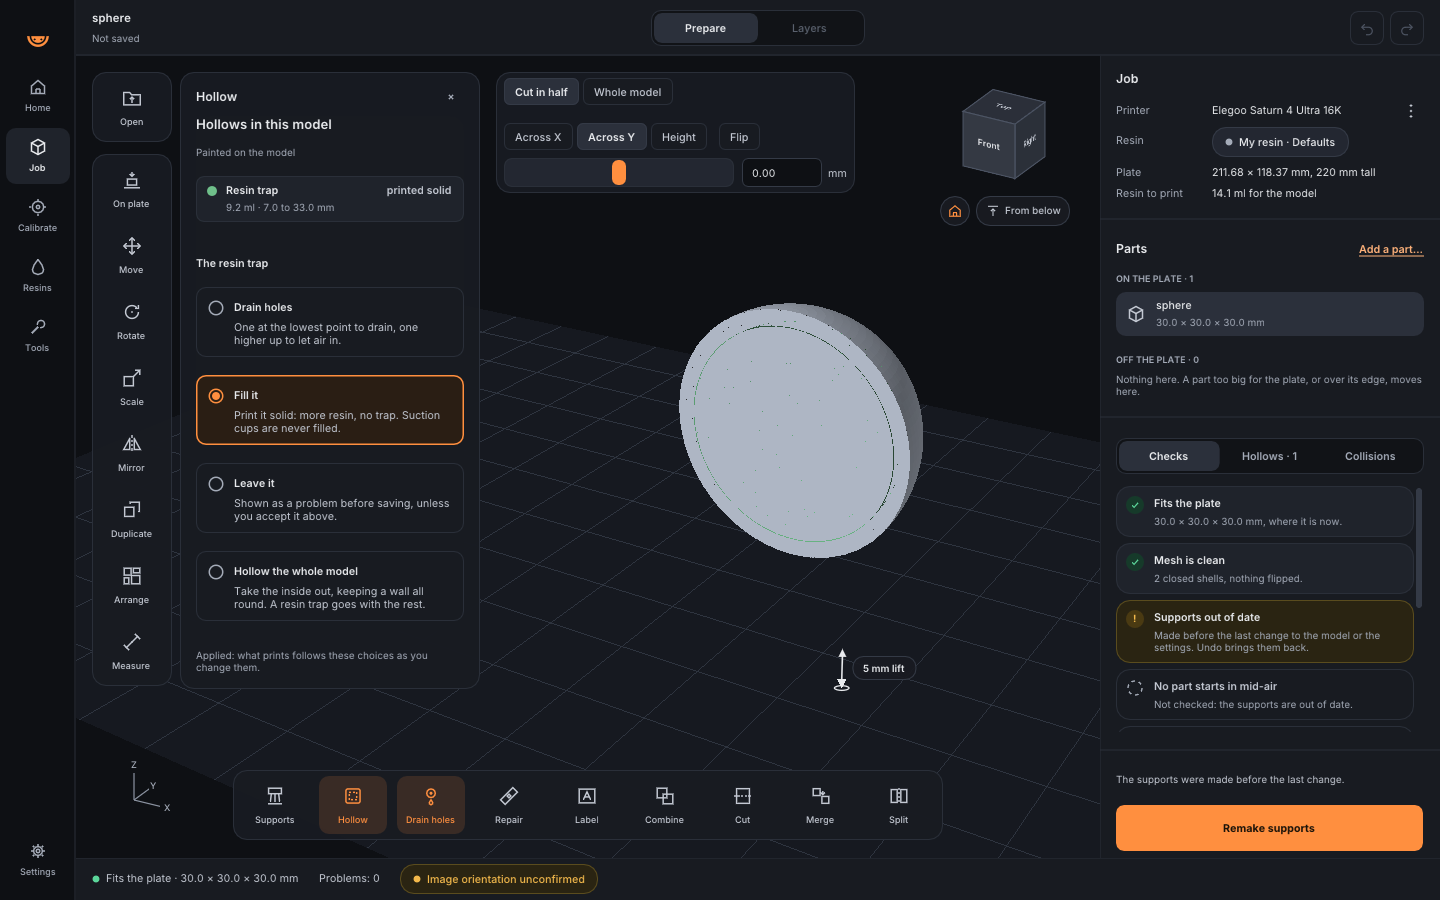 sphere
Not saved
Prepare
Layers
Home
Job
Calibrate
Resins
Tools
Settings
Open
On plate
Move
Rotate
Scale
Mirror
Duplicate
Arrange
Measure
Hollow
×
Hollows in this model
Painted on the model
Resin trap
printed solid
9.2 ml · 7.0 to 33.0 mm
The resin trap
Drain holes
One at the lowest point to drain, one
higher up to let air in.
Fill it
Print it solid: more resin, no trap. Suction
cups are never filled.
Leave it
Shown as a problem before saving, unless
you accept it above.
Hollow the whole model
Take the inside out, keeping a wall all
round. A resin trap goes with the rest.
Applied: what prints follows these choices as you
change them.
Cut in half
Whole model
Across X
Across Y
Height
Flip
0.00
mm
Top
Front
Right
From below
5 mm lift
Z
Y
X
Supports
Hollow
Drain holes
Repair
Label
Combine
Cut
Merge
Split
Job
Printer
Elegoo Saturn 4 Ultra 16K
Resin
My resin · Defaults
Plate
211.68 × 118.37 mm, 220 mm tall
Resin to print
14.1 ml for the model
Parts
Add a part...
ON THE PLATE · 1
sphere
30.0 × 30.0 × 30.0 mm
OFF THE PLATE · 0
Nothing here. A part too big for the plate, or over its edge, moves
here.
Checks
Hollows · 1
Collisions
Fits the plate
30.0 × 30.0 × 30.0 mm, where it is now.
Mesh is clean
2 closed shells, nothing flipped.
!
Supports out of date
Made before the last change to the model or the
settings. Undo brings them back.
No part starts in mid-air
Not checked: the supports are out of date.
The supports were made before the last change.
Remake supports
Fits the plate · 30.0 × 30.0 × 30.0 mm
Problems: 0
Image orientation unconfirmed